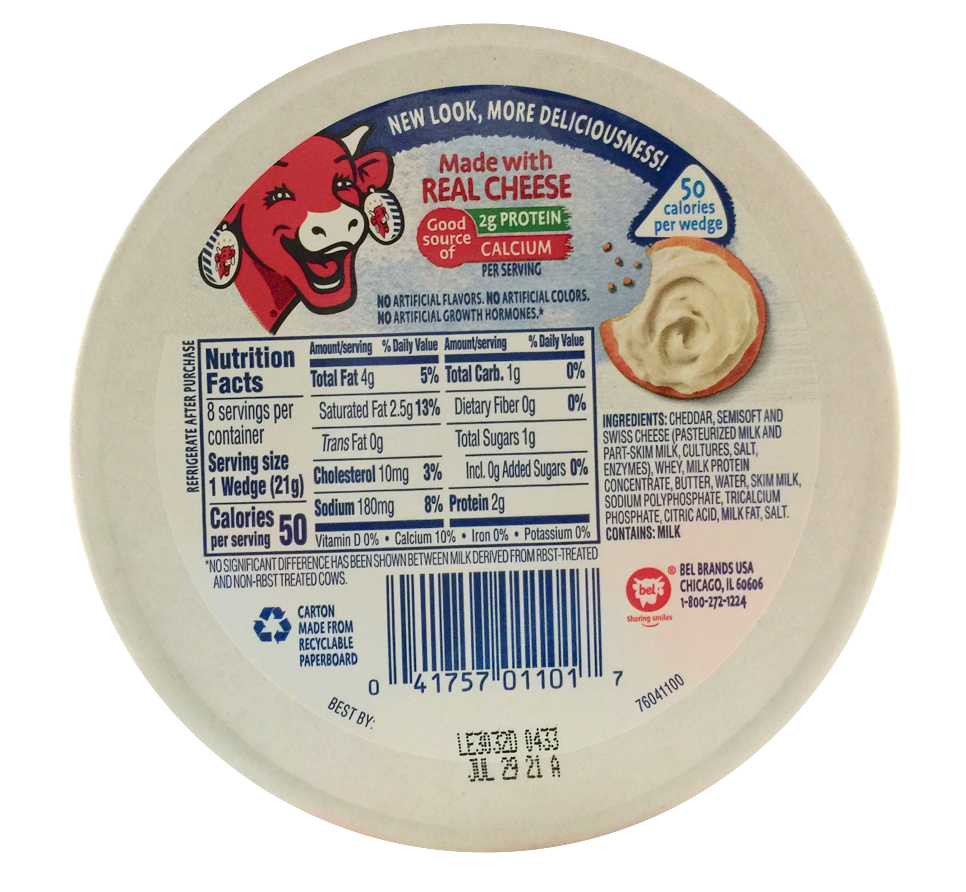 NEW LOOK, MORE DELICIOUSNESS!
Made with
REAL CHEESE
Good
source
of
2g PROTEIN
CALCIUM
PER SERVING
50
calories
per wedge
NO ARTIFICIAL FLAVORS. NO ARTIFICIAL COLORS.
NO ARTIFICIAL GROWTH HORMONES.*
REFRIGERATE AFTER PURCHASE
Nutrition
Facts
8 servings per
container
Serving size
1 Wedge (21g)
Calories
per serving 50
Amount/serving % Daily Value
Total Fat 4g 5%
Saturated Fat 2.5g 13%
Trans Fat 0g
Cholesterol 10mg 3%
Sodium 180mg 8%
Amount/serving % Daily Value
Total Carb. 1g 0%
Dietary Fiber 0g 0%
Total Sugars 1g
Incl. 0g Added Sugars 0%
Protein 2g
Vitamin D 0% • Calcium 10% • Iron 0% • Potassium 0%
*NO SIGNIFICANT DIFFERENCE HAS BEEN SHOWN BETWEEN MILK DERIVED FROM RBST-TREATED
AND NON-RBST TREATED COWS.
INGREDIENTS: CHEDDAR, SEMISOFT AND
SWISS CHEESE (PASTEURIZED MILK AND
PART-SKIM MILK, CULTURES, SALT,
ENZYMES), WHEY, MILK PROTEIN
CONCENTRATE, BUTTER, WATER, SKIM MILK,
SODIUM POLYPHOSPHATE, TRICALCIUM
PHOSPHATE, CITRIC ACID, MILK FAT, SALT.
CONTAINS: MILK
bel ®
Sharing smiles
BEL BRANDS USA
CHICAGO, IL 60606
1-800-272-1224
CARTON
MADE FROM
RECYCLABLE
PAPERBOARD
0 41757 01101 7
76041100
BEST BY:
LE3032D 0433
JUL 29 21 A